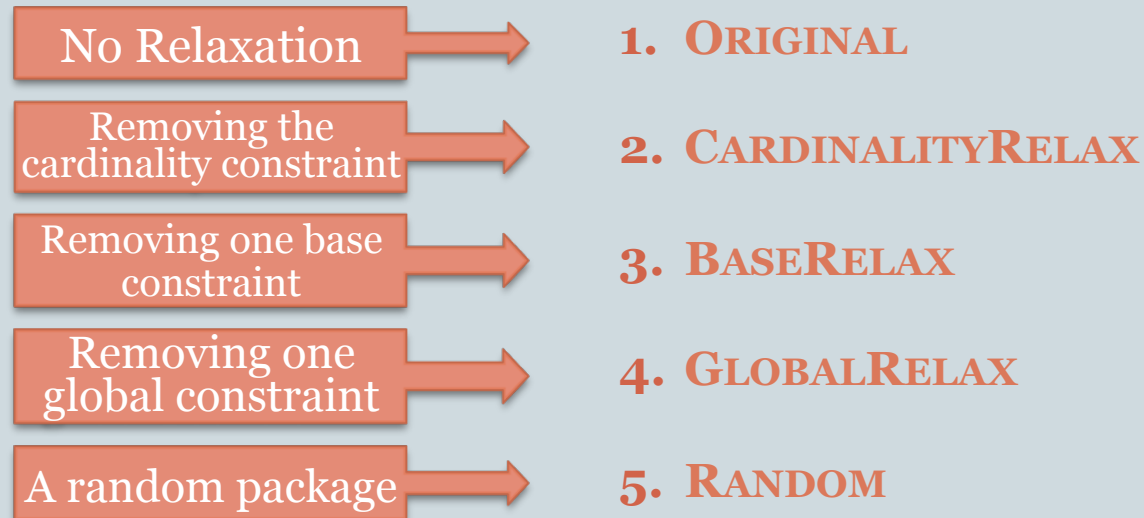 No Relaxation
1. ORIGINAL
Removing the
cardinality constraint
2. CARDINALITYRELAX
Removing one base
constraint
3. BASERELAX
Removing one
global constraint
4. GLOBALRELAX
A random package
5. RANDOM